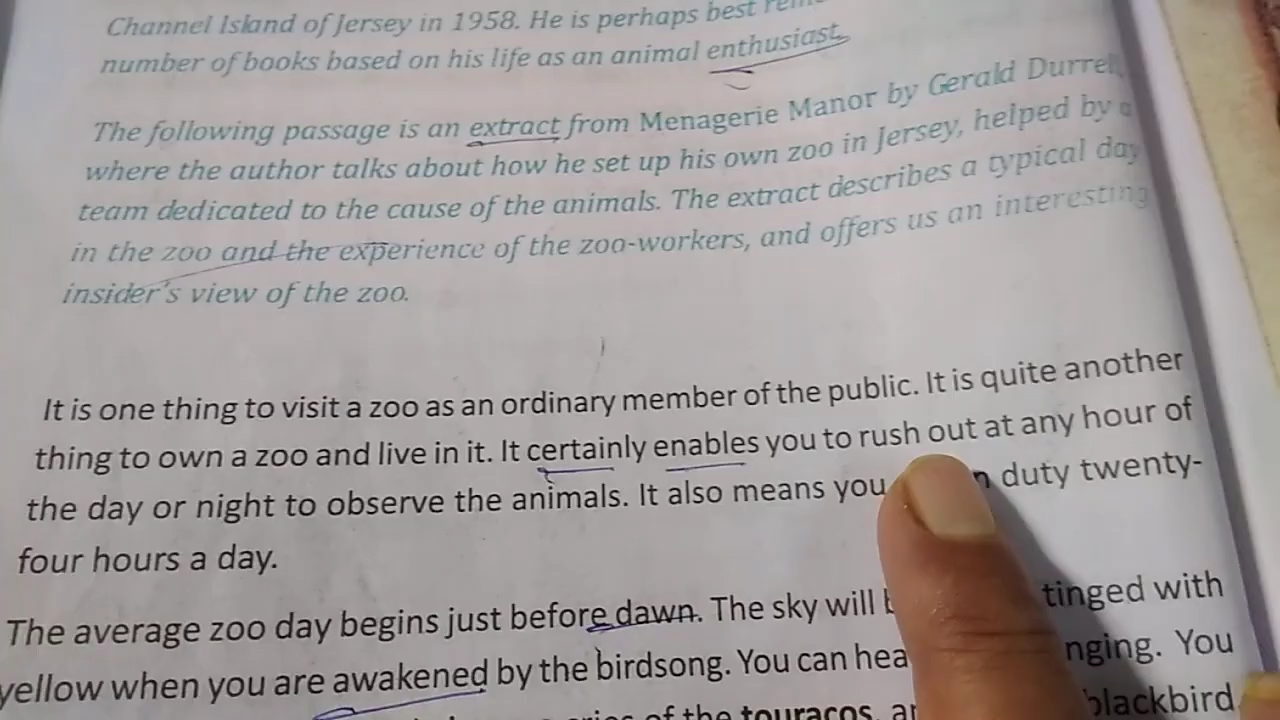 Channel Island of Jersey in 1958. He is perhaps best
number of books based on his life as an animal enthusiast.
The following passage is an extract from Menagerie Manor by Gerald Durrell,
where the author talks about how he set up his own zoo in Jersey, helped by a
team dedicated to the cause of the animals. The extract describes a typical day
in the zoo and the experience of the zoo-workers, and offers us an interesting
insider's view of the zoo.
It is one thing to visit a zoo as an ordinary member of the public. It is quite another
thing to own a zoo and live in it. It certainly enables you to rush out at any hour of
the day or night to observe the animals. It also means you duty twenty-
four hours a day.
The average zoo day begins just before dawn. The sky will tinged with
yellow when you are awakened by the birdsong. You can You
of the touracos, blackbird